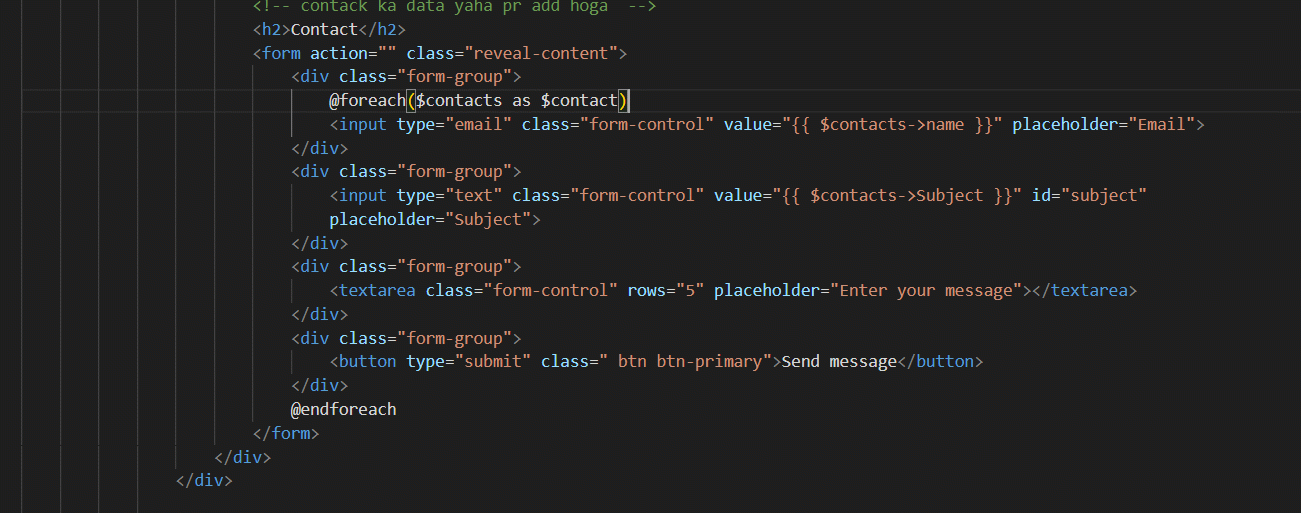 <!-- contack ka data yaha pr add hoga  -->
<h2>Contact</h2>
<form action="" class="reveal-content">
<div class="form-group">
@foreach($contacts as $contact)
<input type="email" class="form-control" value="{{ $contacts->name }}" placeholder="Email">
</div>
<div class="form-group">
<input type="text" class="form-control" value="{{ $contacts->Subject }}" id="subject"
placeholder="Subject">
</div>
<div class="form-group">
<textarea class="form-control" rows="5" placeholder="Enter your message"></textarea>
</div>
<div class="form-group">
<button type="submit" class=" btn btn-primary">Send message</button>
</div>
@endforeach
</form>
</div>
</div>